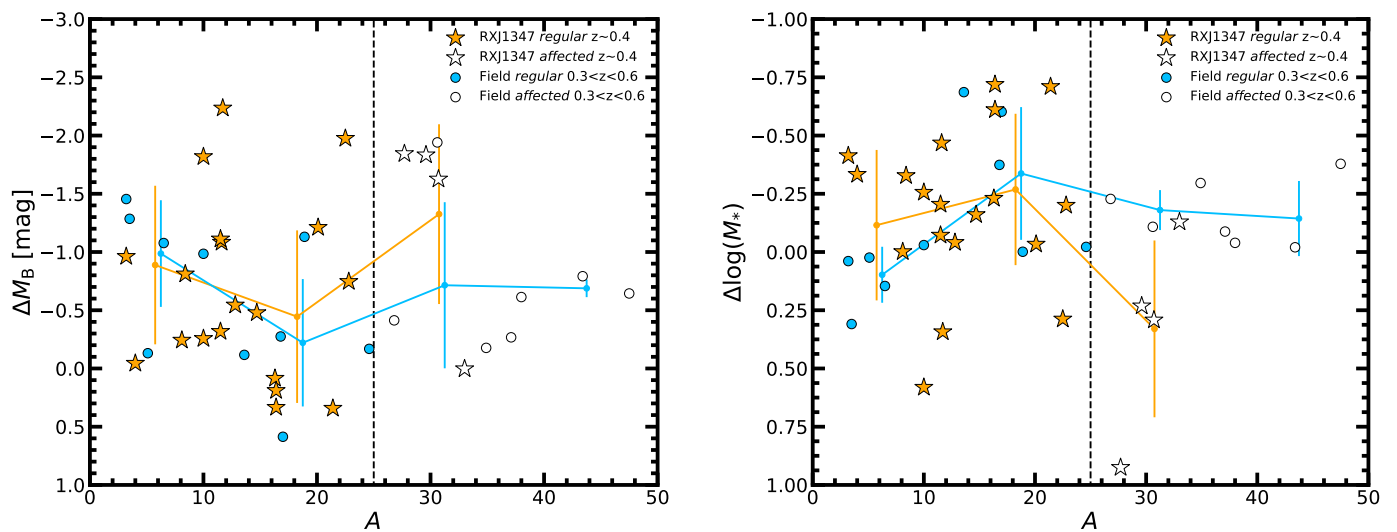 −3.0
−2.5
−2.0
−1.5
−1.0
−0.5
0.0
0.5
1.0
ΔM_B [mag]
0 10 20 30 40 50
A
RXJ1347 regular z~0.4
RXJ1347 affected z~0.4
Field regular 0.3<z<0.6
Field affected 0.3<z<0.6
−1.00
−0.75
−0.50
−0.25
0.00
0.25
0.50
0.75
1.00
Δlog(M_*)
0 10 20 30 40 50
A
RXJ1347 regular z~0.4
RXJ1347 affected z~0.4
Field regular 0.3<z<0.6
Field affected 0.3<z<0.6